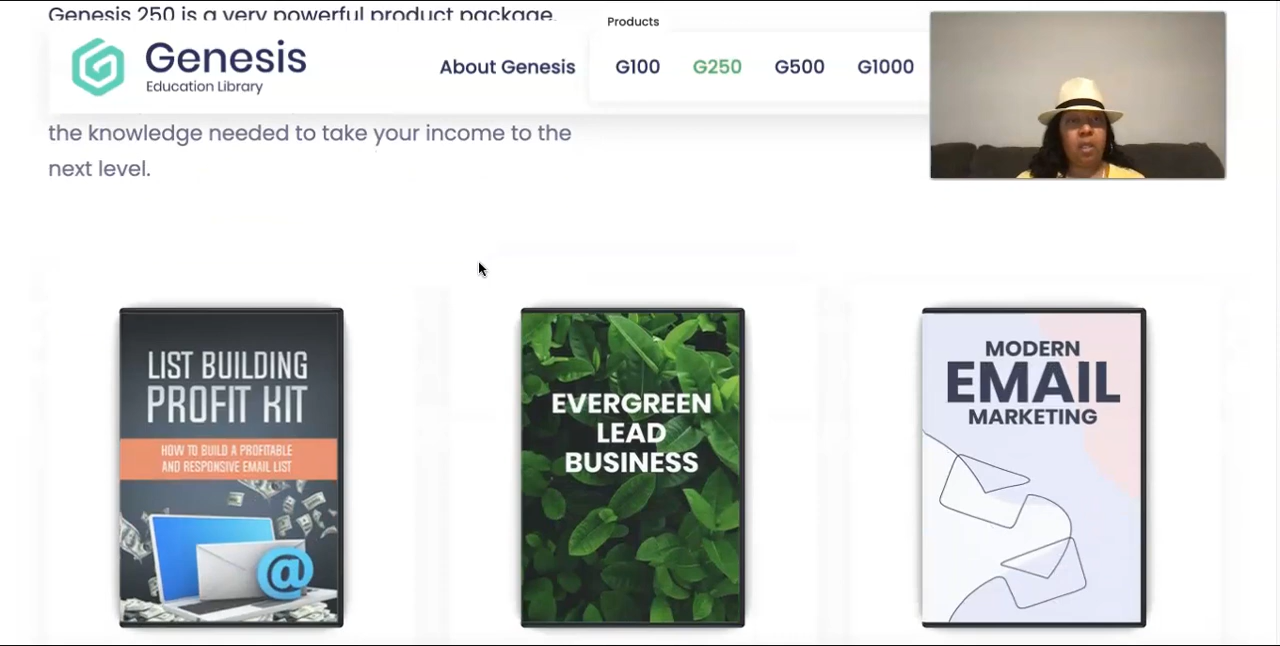 Genesis 250 is a very powerful product package.
Products
Genesis
Education Library
About Genesis
G100
G250
G500
G1000
the knowledge needed to take your income to the
next level.
LIST BUILDING
PROFIT KIT
HOW TO BUILD A PROFITABLE
AND RESPONSIVE EMAIL LIST
@
EVERGREEN
LEAD
BUSINESS
MODERN
EMAIL
MARKETING